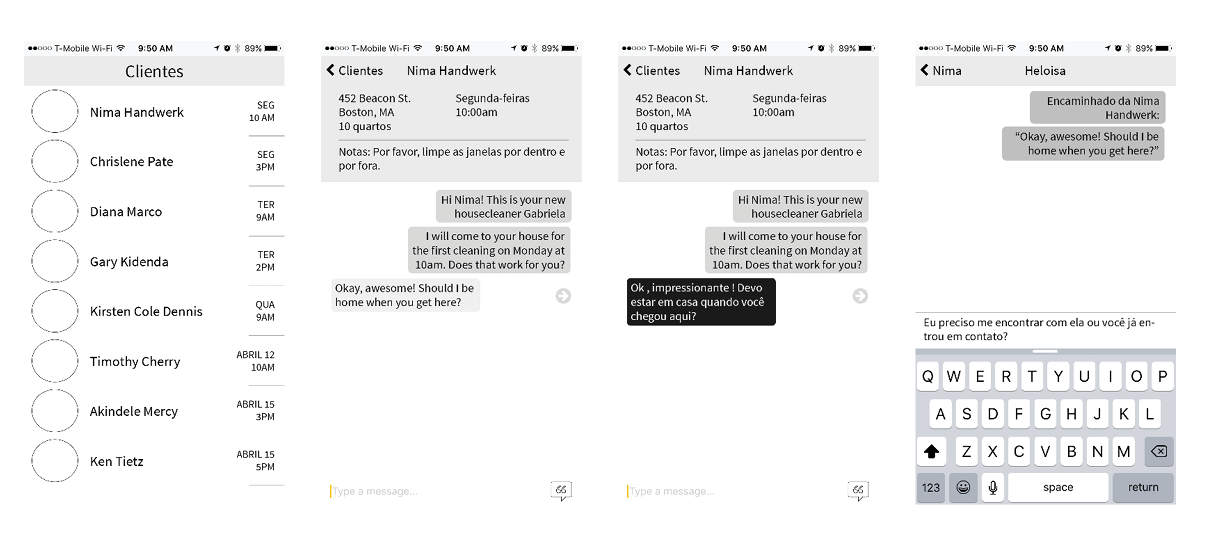 T-Mobile Wi-Fi 9:50 AM 89%
Clientes
Nima Handwerk
SEG
10 AM
Chrislene Pate
SEG
3PM
Diana Marco
TER
9AM
Gary Kidenda
TER
2PM
Kirsten Cole Dennis
QUA
9AM
Timothy Cherry
ABRIL 12
10AM
Akindele Mercy
ABRIL 15
3PM
Ken Tietz
ABRIL 15
5PM
T-Mobile Wi-Fi 9:50 AM 89%
Clientes Nima Handwerk
452 Beacon St.
Boston, MA
10 quartos
Segunda-feiras
10:00am
Notas: Por favor, limpe as janelas por dentro e
por fora.
Hi Nima! This is your new
housecleaner Gabriela
I will come to your house for
the first cleaning on Monday at
10am. Does that work for you?
Okay, awesome! Should I be
home when you get here?
Type a message...
T-Mobile Wi-Fi 9:50 AM 89%
Clientes Nima Handwerk
452 Beacon St.
Boston, MA
10 quartos
Segunda-feiras
10:00am
Notas: Por favor, limpe as janelas por dentro e
por fora.
Hi Nima! This is your new
housecleaner Gabriela
I will come to your house for
the first cleaning on Monday at
10am. Does that work for you?
Ok , impressionante ! Devo
estar em casa quando você
chegou aqui?
Type a message...
T-Mobile Wi-Fi 9:50 AM 89%
Nima Heloisa
Encaminhado da Nima
Handwerk:
“Okay, awesome! Should I be
home when you get here?”
Eu preciso me encontrar com ela ou você já en-
trou em contato?
Q W E R T Y U I O P
A S D F G H J K L
Z X C V B N M
123 space return